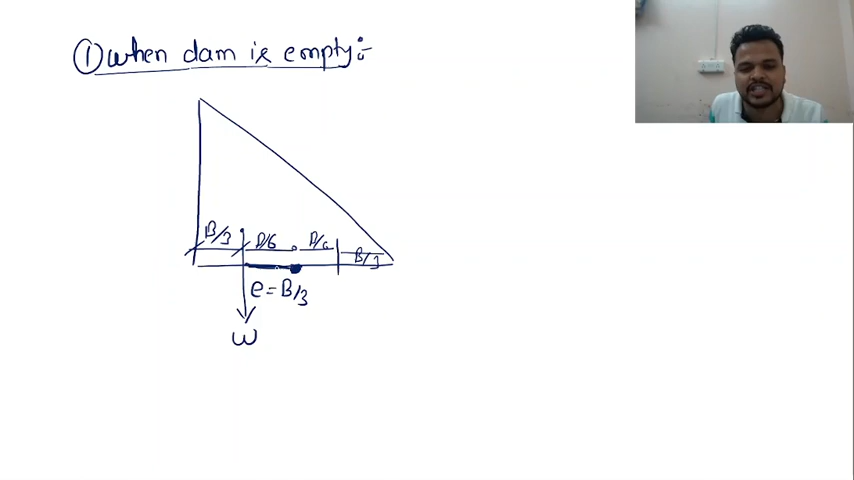 ① when dam is empty:-
B/3 B/6 B/6 B/3
e = B/3
W